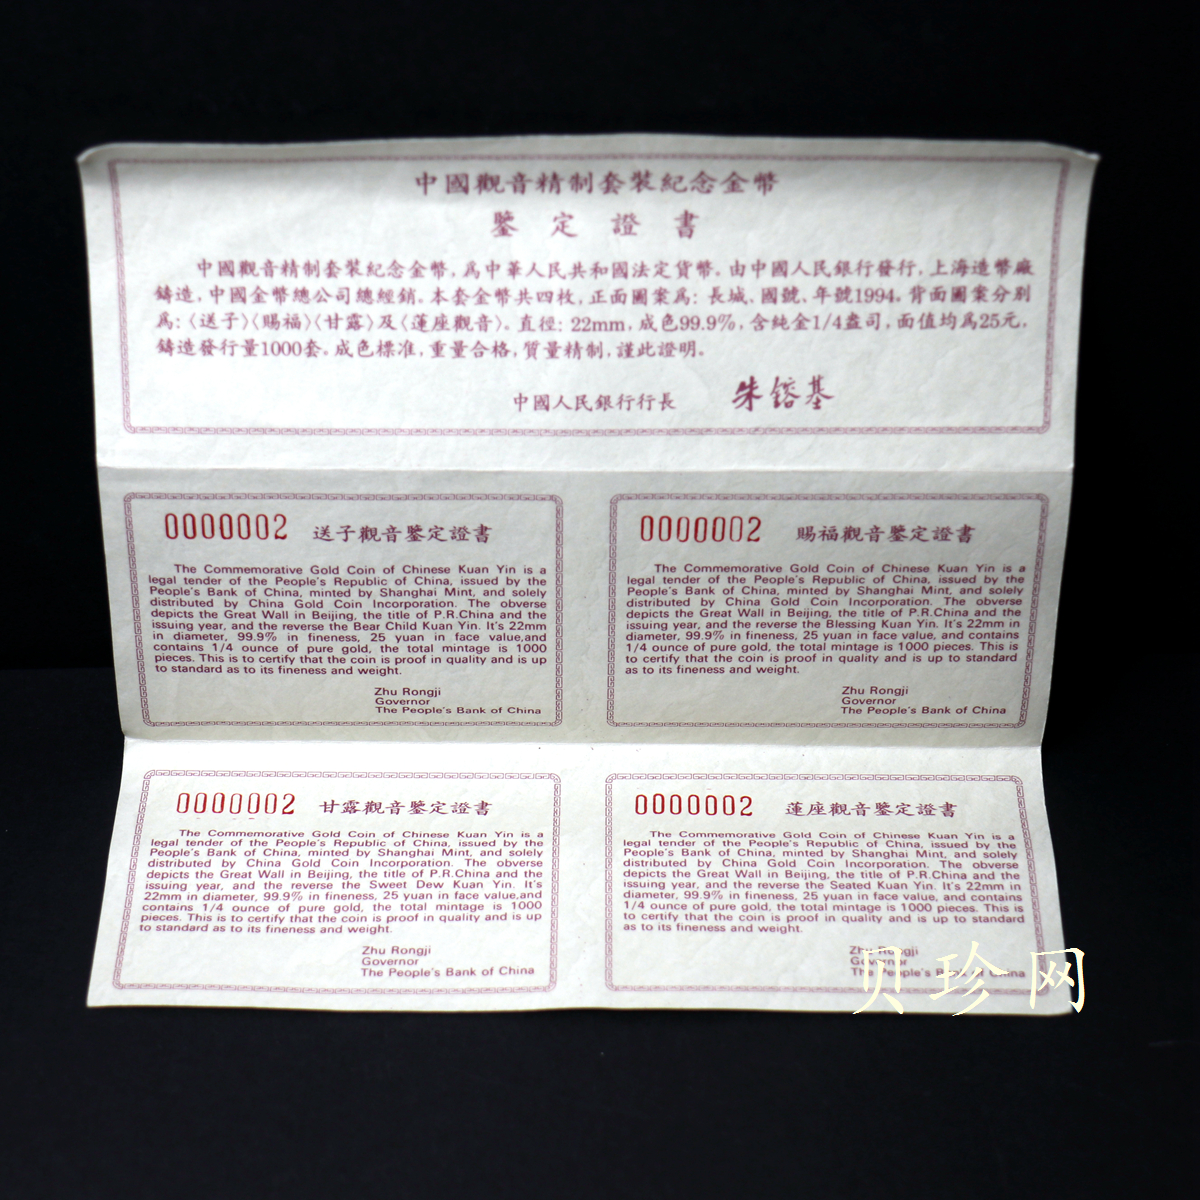 中國觀音精制套裝紀念金幣
鑒定證書
中國觀音精制套裝紀念金幣，爲中華人民共和國法定貨幣。由中國人民銀行發行，上海造幣廠
鑄造，中國金幣總公司總經銷。本套金幣共四枚，正面圖案爲：長城、國號、年號1994。背面圖案分別
爲：〈送子〉〈賜福〉〈甘露〉及〈蓮座觀音〉。直徑：22mm，成色99.9%，含純金1/4盎司，面值均爲25元，
鑄造發行量1000套。成色標准，重量合格，質量精制，謹此證明。
中國人民銀行行長 朱鎔基
0000002 送子觀音鑒定證書
The Commemorative Gold Coin of Chinese Kuan Yin is a
legal tender of the People's Republic of China, issued by the
People's Bank of China, minted by Shanghai Mint, and solely
distributed by China Gold Coin Incorporation. The obverse
depicts the Great Wall in Beijing, the title of P.R.China and the
issuing year, and the reverse the Bear Child Kuan Yin. It's 22mm
in diameter, 99.9% in fineness, 25 yuan in face value,and
contains 1/4 ounce of pure gold, the total mintage is 1000
pieces. This is to certify that the coin is proof in quality and is up
to standard as to its fineness and weight.
Zhu Rongji
Governor
The People's Bank of China
0000002 賜福觀音鑒定證書
The Commemorative Gold Coin of Chinese Kuan Yin is a
legal tender of the People's Republic of China, issued by the
People's Bank of China, minted by Shanghai Mint, and solely
distributed by China Gold Coin Incorporation. The obverse
depicts the Great Wall in Beijing, the title of P.R.China and the
issuing year, and the reverse the Blessing Kuan Yin. It's 22mm in
diameter, 99.9% in fineness, 25 yuan in face value, and contains
1/4 ounce of pure gold, the total mintage is 1000 pieces. This is
to certify that the coin is proof in quality and is up to standard
as to its fineness and weight.
Zhu Rongji
Governor
The People's Bank of China
0000002 甘露觀音鑒定證書
The Commemorative Gold Coin of Chinese Kuan Yin is a
legal tender of the People's Republic of China, issued by the
People's Bank of China, minted by Shanghai Mint, and solely
distributed by China Gold Coin Incorporation. The Obverse
depicts the Great Wall in Beijing, the title of P.R.China and the
issuing year, and the reverse the Sweet Dew Kuan Yin. It's
22mm in diameter, 99.9% in fineness, 25 yuan in face value,and
contains 1/4 ounce of pure gold, the total mintage is 1000
pieces. This is to certify that the coin is proof in quality and is up
to standard as to its fineness and weight.
Zhu Rongji
Governor
The People's Bank of China
0000002 蓮座觀音鑒定證書
The Commemorative Gold Coin of Chinese Kuan Yin is a
legal tender of the People's Republic of China, issued by the
People's Bank of China, minted by Shanghai Mint, and solely
distributed by China Gold Coin Incorporation. The obverse
depicts the Great Wall in Beijing, the title of P.R.China and the
issuing year, and the reverse the Seated Kuan Yin. It's 22mm in
diameter, 99.9% in fineness, 25 yuan in face value, and contains
1/4 ounce of pure gold, the total mintage is 1000 pieces. This is
to certify that the coin is proof in quality and is up to standard
as to its fineness and weight.
Zhu Rongji
Governor
The People's Bank of China
贝珍网